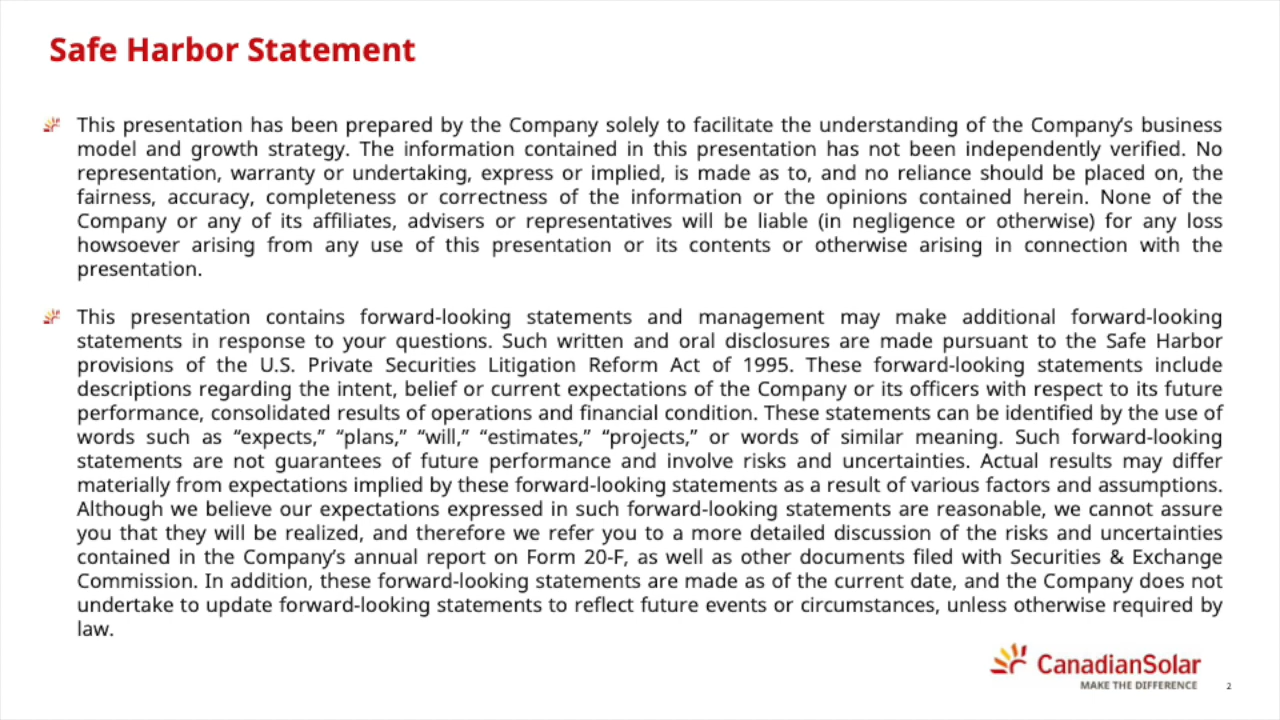 Safe Harbor Statement
This presentation has been prepared by the Company solely to facilitate the understanding of the Company’s business
model and growth strategy. The information contained in this presentation has not been independently verified. No
representation, warranty or undertaking, express or implied, is made as to, and no reliance should be placed on, the
fairness, accuracy, completeness or correctness of the information or the opinions contained herein. None of the
Company or any of its affiliates, advisers or representatives will be liable (in negligence or otherwise) for any loss
howsoever arising from any use of this presentation or its contents or otherwise arising in connection with the
presentation.
This presentation contains forward-looking statements and management may make additional forward-looking
statements in response to your questions. Such written and oral disclosures are made pursuant to the Safe Harbor
provisions of the U.S. Private Securities Litigation Reform Act of 1995. These forward-looking statements include
descriptions regarding the intent, belief or current expectations of the Company or its officers with respect to its future
performance, consolidated results of operations and financial condition. These statements can be identified by the use of
words such as “expects,” “plans,” “will,” “estimates,” “projects,” or words of similar meaning. Such forward-looking
statements are not guarantees of future performance and involve risks and uncertainties. Actual results may differ
materially from expectations implied by these forward-looking statements as a result of various factors and assumptions.
Although we believe our expectations expressed in such forward-looking statements are reasonable, we cannot assure
you that they will be realized, and therefore we refer you to a more detailed discussion of the risks and uncertainties
contained in the Company’s annual report on Form 20-F, as well as other documents filed with Securities & Exchange
Commission. In addition, these forward-looking statements are made as of the current date, and the Company does not
undertake to update forward-looking statements to reflect future events or circumstances, unless otherwise required by
law.
CanadianSolar
MAKE THE DIFFERENCE
2